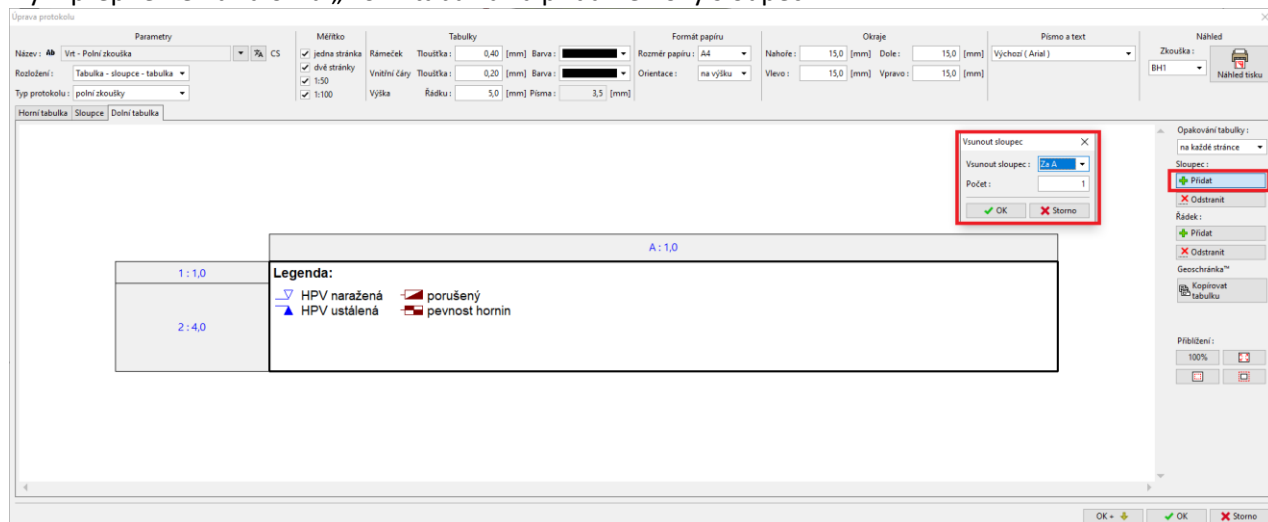 Úprava protokolu
Parametry
Název: Ab Vrt - Polní zkouška CS
Rozložení: Tabulka - sloupce - tabulka
Typ protokolu: polní zkoušky
Měřítko
jedna stránka
dvě stránky
1:50
1:100
Tabulky
Rámeček Tloušťka: 0,40 [mm] Barva:
Vnitřní čáry Tloušťka: 0,20 [mm] Barva:
Výška Řádku: 5,0 [mm] Písma: 3,5 [mm]
Formát papíru
Rozměr papíru: A4
Orientace: na výšku
Okraje
Nahoře: 15,0 [mm] Dole: 15,0 [mm]
Vlevo: 15,0 [mm] Vpravo: 15,0 [mm]
Písmo a text
Výchozí ( Arial )
Náhled
Zkouška:
BH1
Náhled tisku
Horní tabulka Sloupce Dolní tabulka
Vsunout sloupec
Vsunout sloupec: Za A
Počet: 1
OK Storno
A : 1,0
1 : 1,0
2 : 4,0
Legenda:
HPV naražená porušený
HPV ustálená pevnost hornin
Opakování tabulky:
na každé stránce
Sloupec:
Přidat
Odstranit
Řádek:
Přidat
Odstranit
Geoschránka™
Kopírovat
tabulku
Přiblížení:
100%
OK + OK Storno